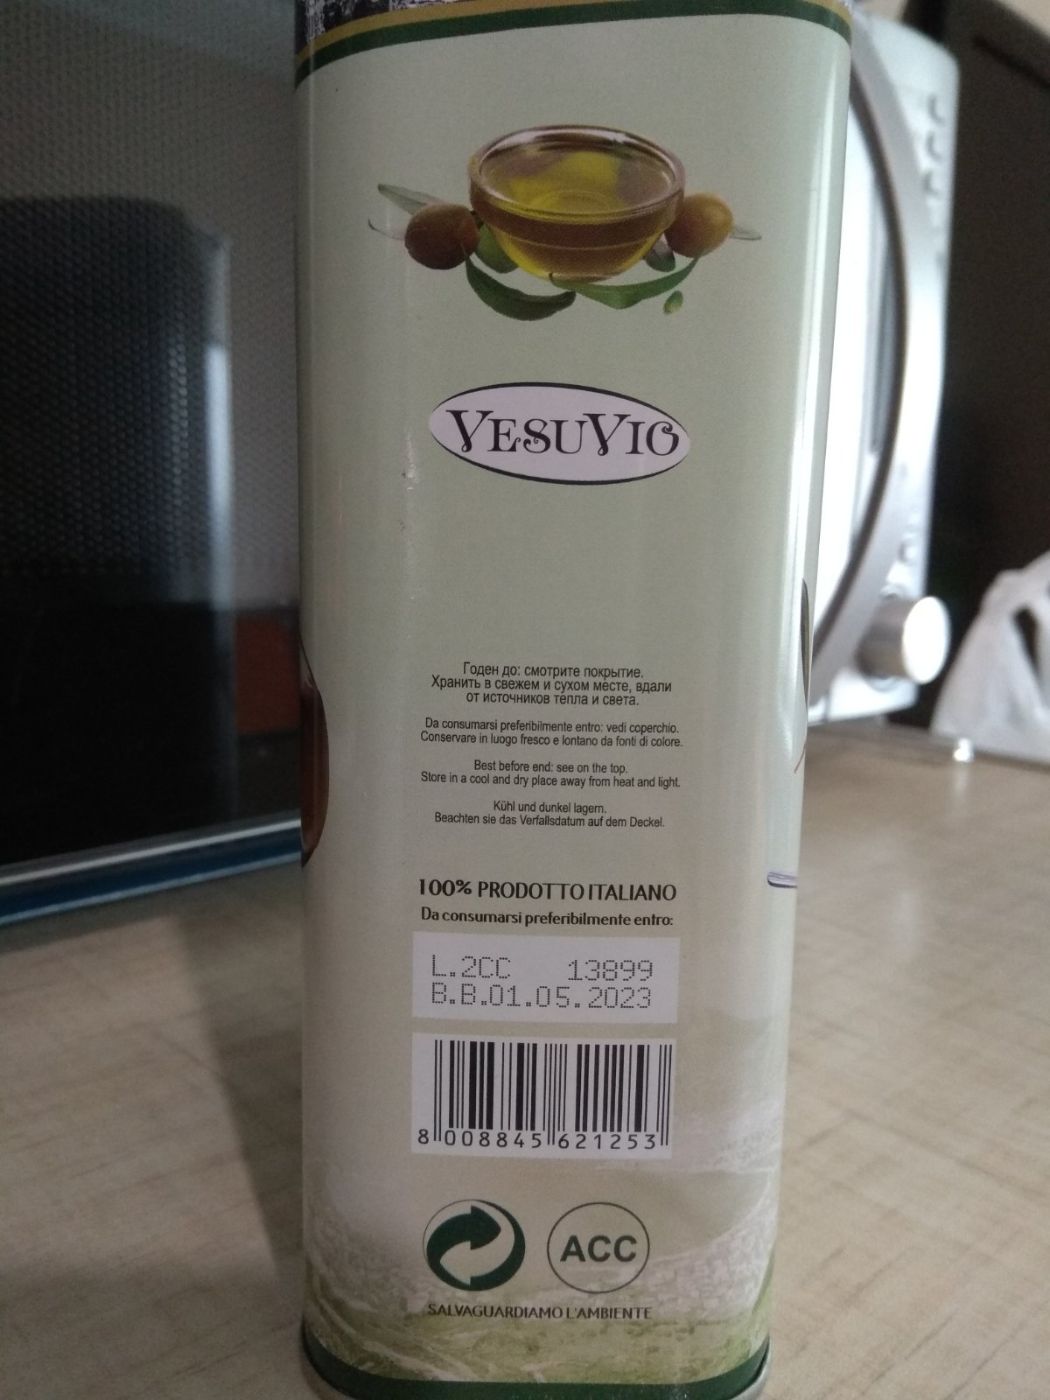 VESUVIO
Годен до: смотрите покрытие.
Хранить в свежем и сухом месте, вдали
от источников тепла и света.
Da consumarsi preferibilmente entro: vedi coperchio.
Conservare in luogo fresco e lontano da fonti di colore.
Best before end: see on the top.
Store in a cool and dry place away from heat and light.
Kühl und dunkel lagern.
Beachten sie das Verfallsdatum auf dem Deckel.
100% PRODOTTO ITALIANO
Da consumarsi preferibilmente entro:
L.2CC 13899
B.B.01.05.2023
8 008845 621253
ACC
SALVAGUARDIAMO L'AMBIENTE